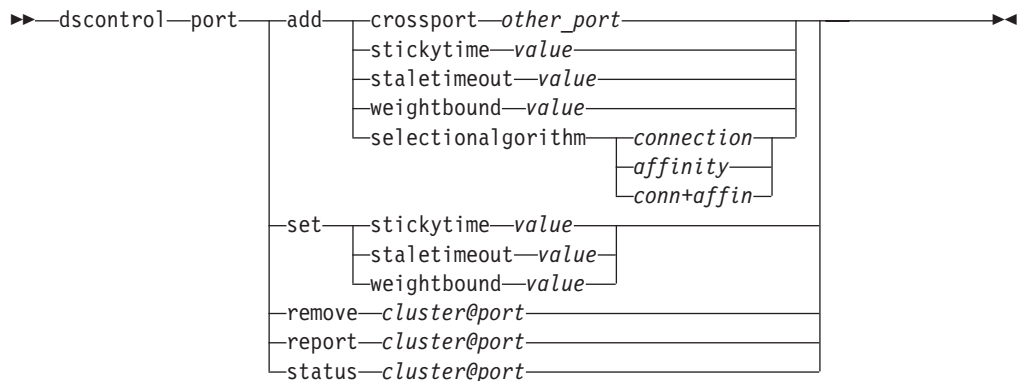 dscontrol port add crossport other_port
stickytime value
staletimeout value
weightbound value
selectionalgorithm connection
affinity
conn+affin
set stickytime value
staletimeout value
weightbound value
remove cluster@port
report cluster@port
status cluster@port